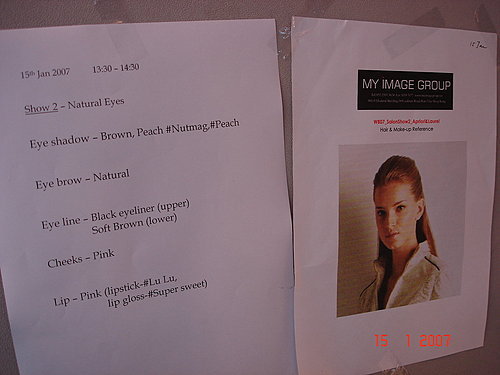 15th Jan 2007 13:30 – 14:30
Show 2 – Natural Eyes
Eye shadow – Brown, Peach #Nutmag,#Peach
Eye brow – Natural
Eye line – Black eyeliner (upper)
Soft Brown (lower)
Cheeks – Pink
Lip – Pink (lipstick-#Lu Lu,
lip gloss-#Super sweet)
15 Jan
MY IMAGE GROUP
Hair & Make-up Reference
15 1 2007